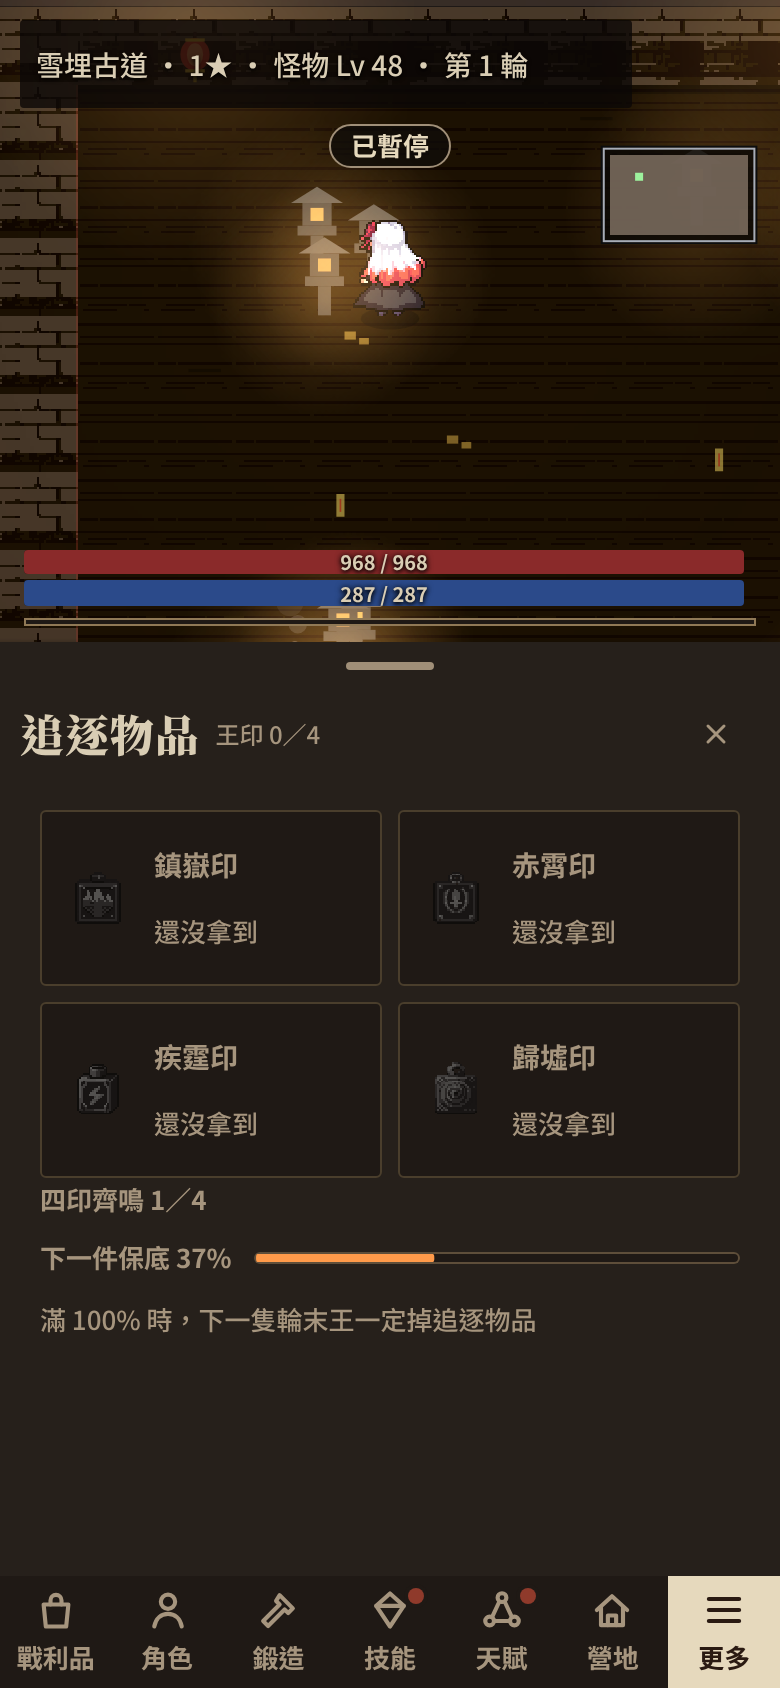 雪埋古道 · 1★ · 怪物 Lv 48 · 第 1 輪
已暫停
968 / 968
287 / 287
追逐物品 王印 0／4
鎮嶽印
還沒拿到
赤霄印
還沒拿到
疾霆印
還沒拿到
歸墟印
還沒拿到
四印齊鳴 1／4
下一件保底 37%
滿 100% 時，下一隻輪末王一定掉追逐物品
戰利品 角色 鍛造 技能 天賦 營地 更多